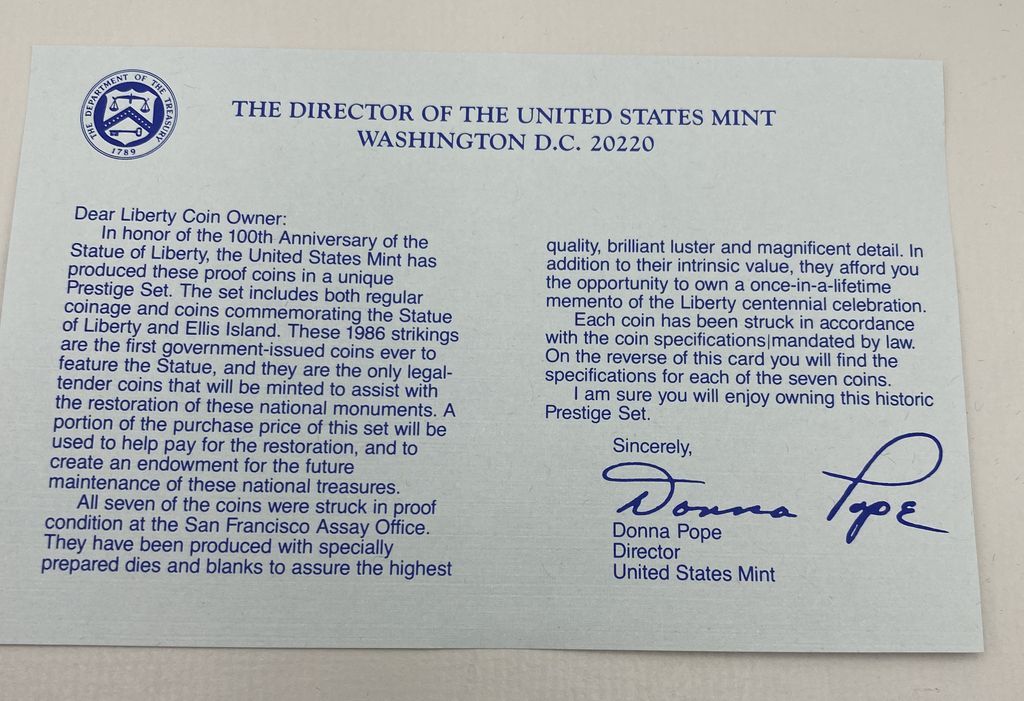 THE DEPARTMENT OF THE TREASURY
1789
THE DIRECTOR OF THE UNITED STATES MINT
WASHINGTON D.C. 20220
Dear Liberty Coin Owner:
In honor of the 100th Anniversary of the
Statue of Liberty, the United States Mint has
produced these proof coins in a unique
Prestige Set. The set includes both regular
coinage and coins commemorating the Statue
of Liberty and Ellis Island. These 1986 strikings
are the first government-issued coins ever to
feature the Statue, and they are the only legal-
tender coins that will be minted to assist with
the restoration of these national monuments. A
portion of the purchase price of this set will be
used to help pay for the restoration, and to
create an endowment for the future
maintenance of these national treasures.
All seven of the coins were struck in proof
condition at the San Francisco Assay Office.
They have been produced with specially
prepared dies and blanks to assure the highest
quality, brilliant luster and magnificent detail. In
addition to their intrinsic value, they afford you
the opportunity to own a once-in-a-lifetime
memento of the Liberty centennial celebration.
Each coin has been struck in accordance
with the coin specifications|mandated by law.
On the reverse of this card you will find the
specifications for each of the seven coins.
I am sure you will enjoy owning this historic
Prestige Set.
Sincerely,
Donna Pope
Donna Pope
Director
United States Mint